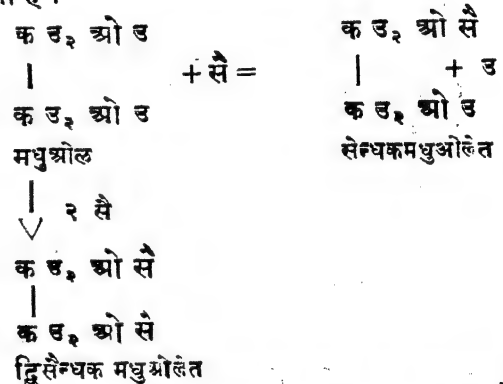 क उ₂ ओ उ क उ₂ ओ सै
| + सै = | + उ
क उ₂ ओ उ क उ₂ ओ उ
मधुओल सेन्धकमधुओलेत
| २ सै
क उ₂ ओ सै
|
क उ₂ ओ सै
द्विसैन्धक मधुओलेत